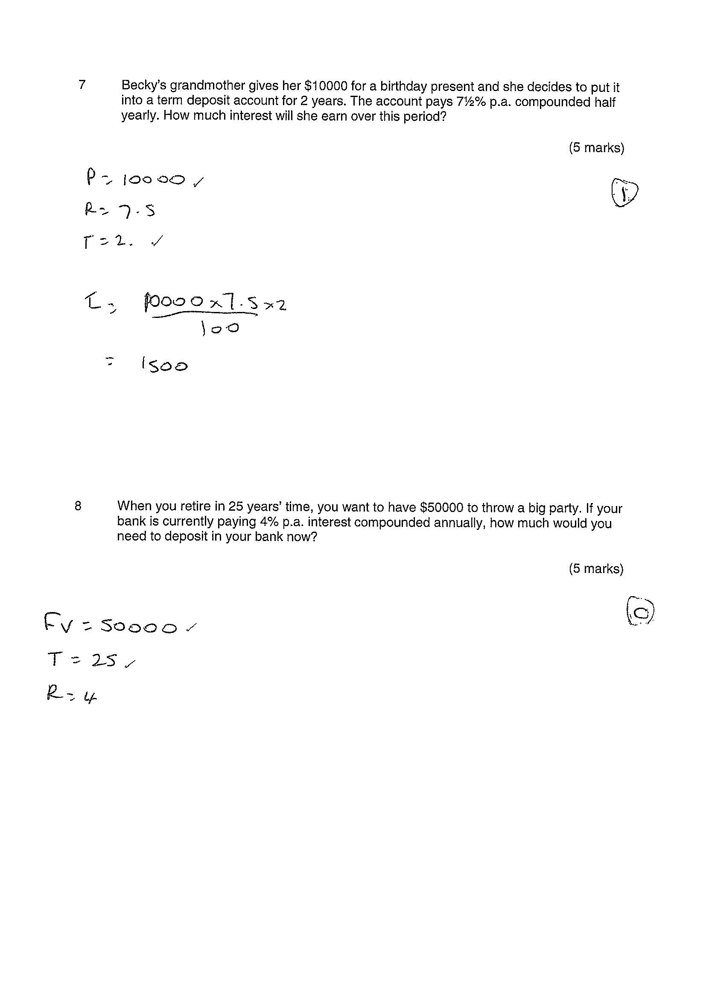 7 Becky's grandmother gives her $10000 for a birthday present and she decides to put it
into a term deposit account for 2 years. The account pays 7½% p.a. compounded half
yearly. How much interest will she earn over this period?
(5 marks)
P = 10000 ✓
1
R = 7.5
T = 2. ✓
I = 10000 x 7.5 x 2
100
= 1500
8 When you retire in 25 years' time, you want to have $50000 to throw a big party. If your
bank is currently paying 4% p.a. interest compounded annually, how much would you
need to deposit in your bank now?
(5 marks)
0
FV = 50000 ✓
T = 25 ✓
R = 4